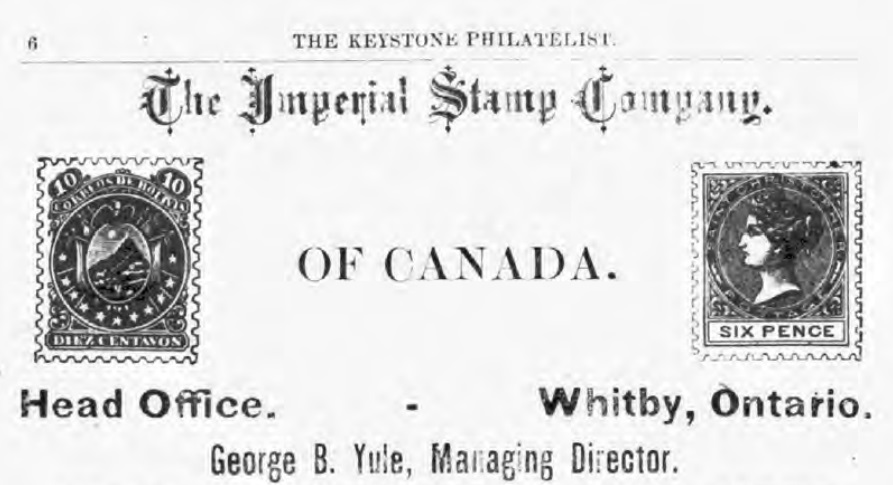 6 THE KEYSTONE PHILATELIST.
The Imperial Stamp Company.
10 10
CORREOS DE BOLIVIA
DIEZ CENTAVOS
OF CANADA.
SIX PENCE
Head Office. - Whitby, Ontario.
George B. Yule, Managing Director.